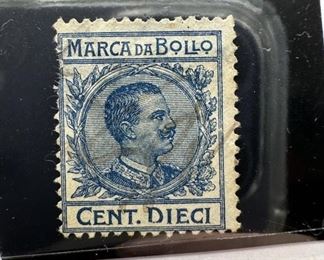 MARCA DA BOLLO
CENT. DIECI